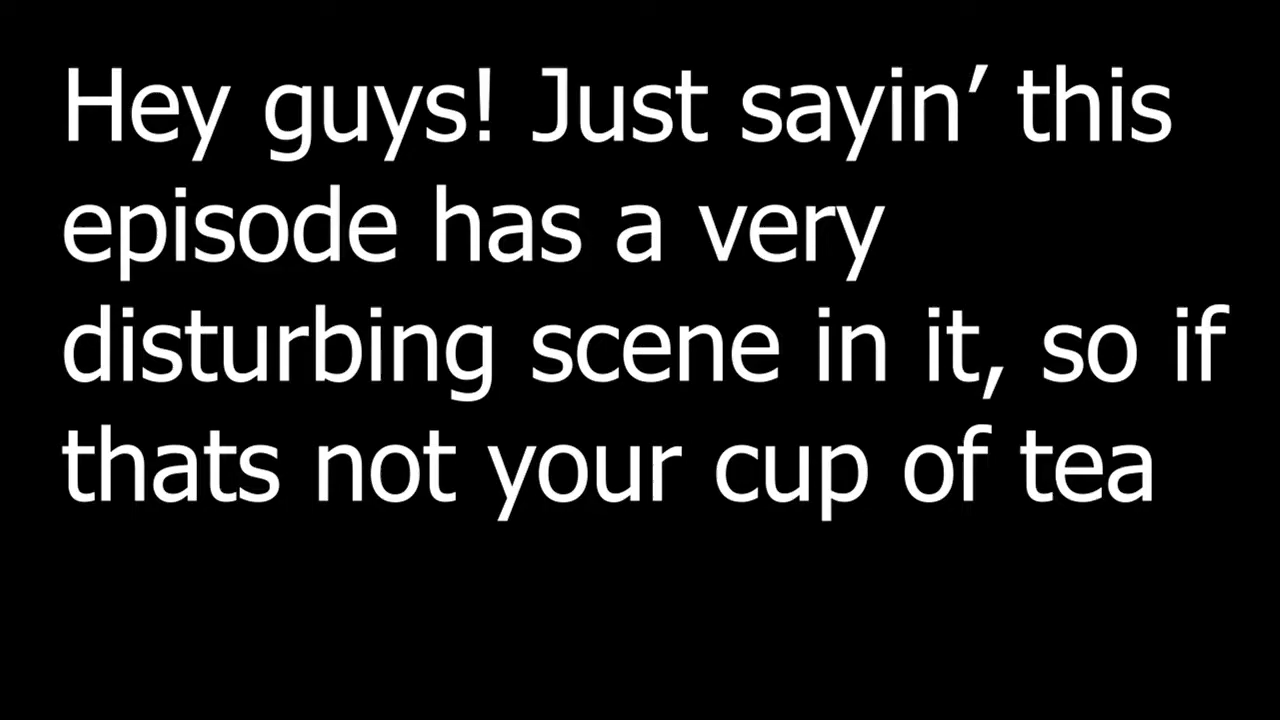 Hey guys! Just sayin’ this
episode has a very
disturbing scene in it, so if
thats not your cup of tea